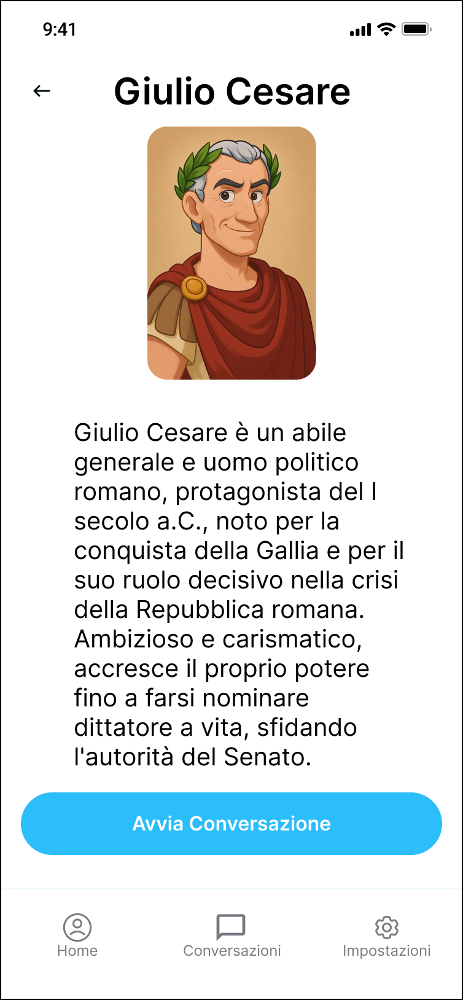 9:41
Giulio Cesare
Giulio Cesare è un abile
generale e uomo politico
romano, protagonista del I
secolo a.C., noto per la
conquista della Gallia e per il
suo ruolo decisivo nella crisi
della Repubblica romana.
Ambizioso e carismatico,
accresce il proprio potere
fino a farsi nominare
dittatore a vita, sfidando
l'autorità del Senato.
Avvia Conversazione
Home
Conversazioni
Impostazioni